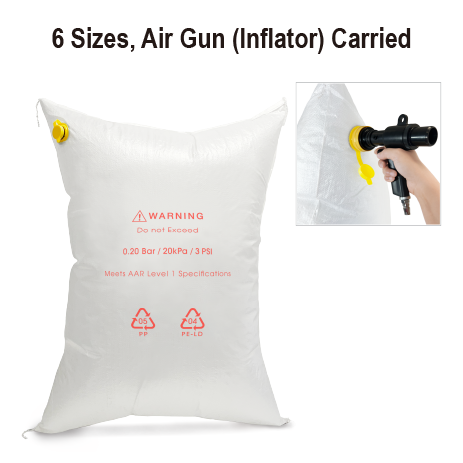 6 Sizes, Air Gun (Inflator) Carried
WARNING
Do not Exceed
0.20 Bar / 20kPa / 3 PSI
Meets AAR Level 1 Specifications
05 04
PP PE-LD